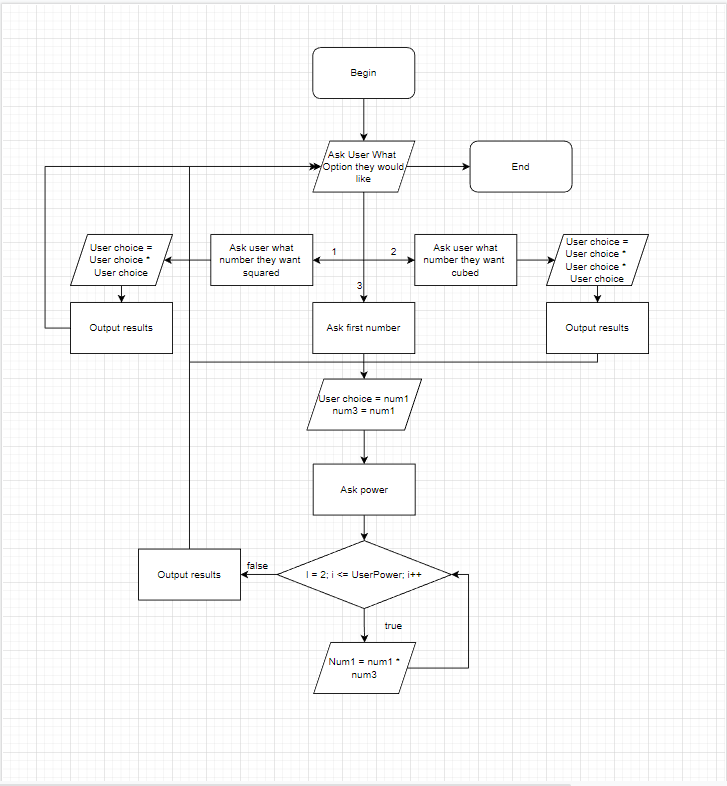 Begin
Ask User What
Option they would
like
End
User choice =
User choice *
User choice
Ask user what
number they want
squared
1
2
3
Ask user what
number they want
cubed
User choice =
User choice *
User choice *
User choice
Output results
Ask first number
Output results
User choice = num1
num3 = num1
Ask power
Output results
false
I = 2; i <= UserPower; i++
true
Num1 = num1 *
num3